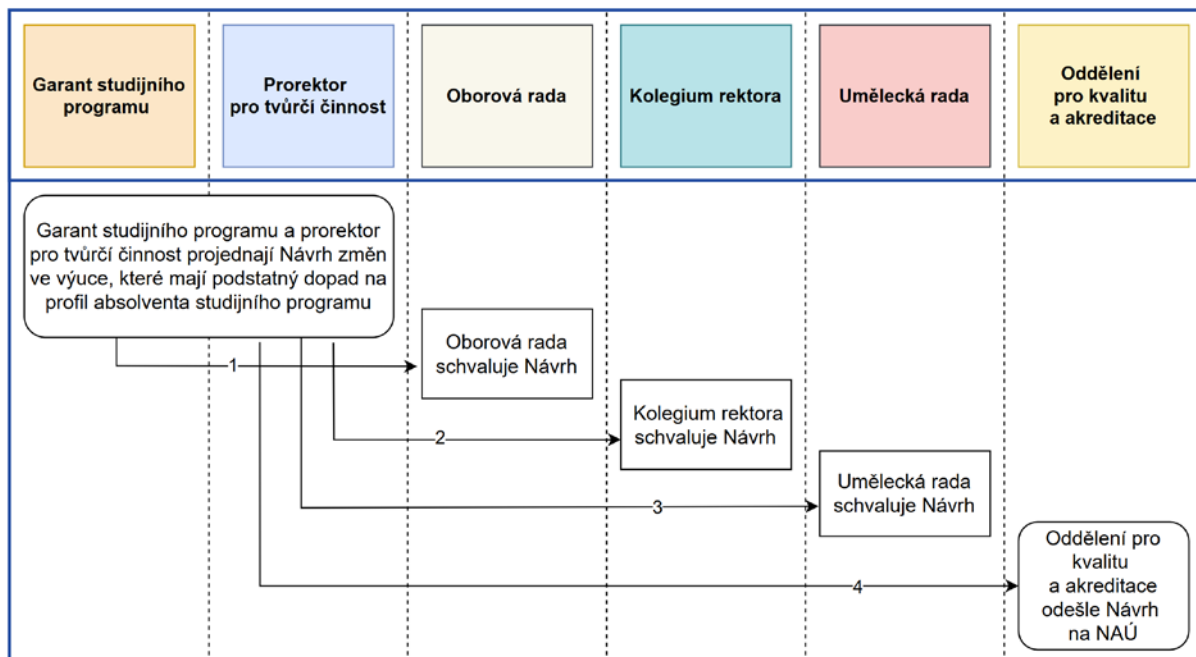 Garant studijního
programu
Prorektor
pro tvůrčí činnost
Oborová rada
Kolegium rektora
Umělecká rada
Oddělení
pro kvalitu
a akreditace
Garant studijního programu a prorektor
pro tvůrčí činnost projednají Návrh změn
ve výuce, které mají podstatný dopad na
profil absolventa studijního programu
1
Oborová rada
schvaluje Návrh
2
Kolegium rektora
schvaluje Návrh
3
Umělecká rada
schvaluje Návrh
4
Oddělení pro
kvalitu
a akreditace
odešle Návrh
na NAÚ